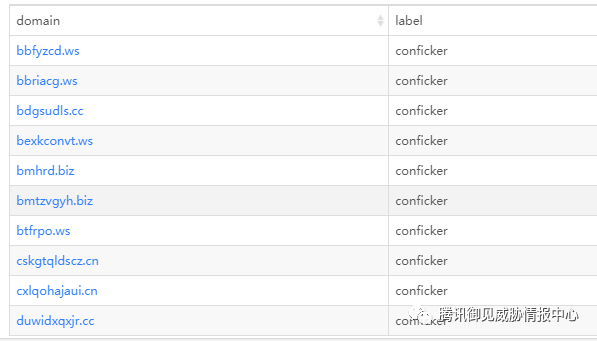 domain label
bbfyzcd.ws conficker
bbriacg.ws conficker
bdgsudls.cc conficker
bexkconvt.ws conficker
bmhrd.biz conficker
bmtzvgyh.biz conficker
btfrpo.ws conficker
cskgtqldscz.cn conficker
cxlqohajaui.cn conficker
duwidxqxjr.cc conficker
腾讯御见威胁情报中心